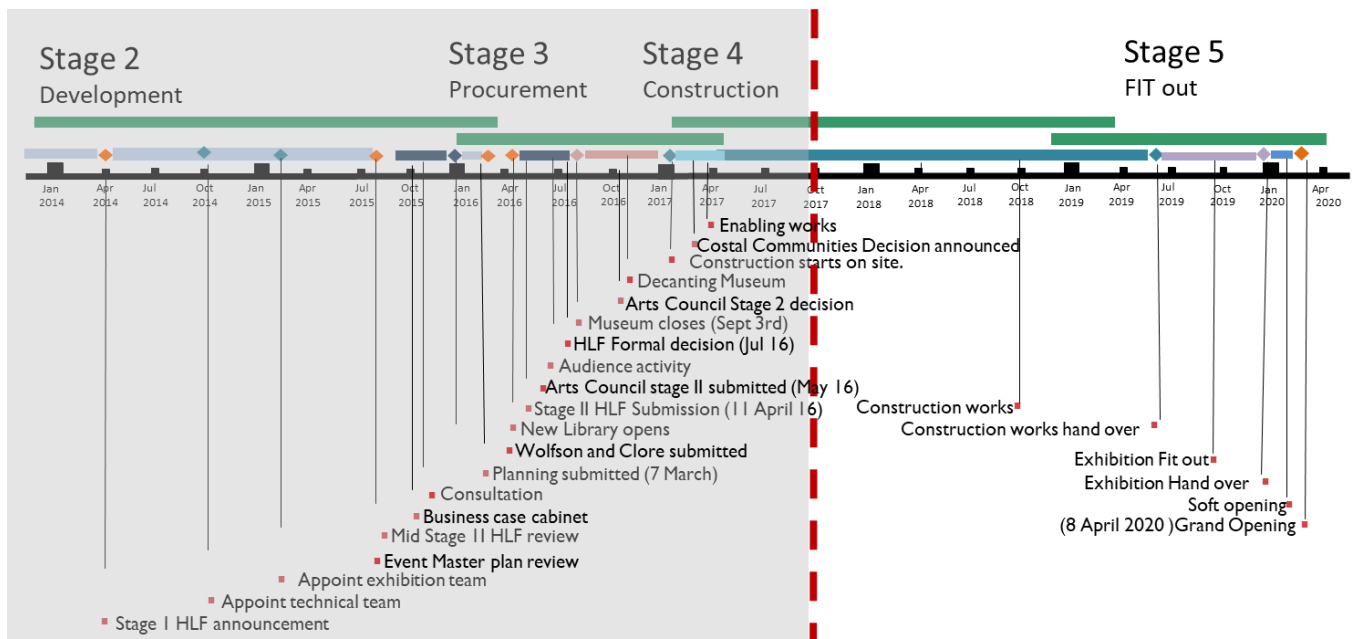 Stage 2
Development
Stage 3
Procurement
Stage 4
Construction
Stage 5
FIT out
Jan 2014
Apr 2014
Jul 2014
Oct 2014
Jan 2015
Apr 2015
Jul 2015
Oct 2015
Jan 2016
Apr 2016
Jul 2016
Oct 2016
Jan 2017
Apr 2017
Jul 2017
Oct 2017
Jan 2018
Apr 2018
Jul 2018
Oct 2018
Jan 2019
Apr 2019
Jul 2019
Oct 2019
Jan 2020
Apr 2020
Enabling works
Costal Communities Decision announced
Construction starts on site.
Decanting Museum
Arts Council Stage 2 decision
Museum closes (Sept 3rd)
HLF Formal decision (Jul 16)
Audience activity
Arts Council stage II submitted (May 16)
Stage II HLF Submission (11 April 16)
New Library opens
Wolfson and Clore submitted
Planning submitted (7 March)
Consultation
Business case cabinet
Mid Stage II HLF review
Event Master plan review
Appoint exhibition team
Appoint technical team
Stage I HLF announcement
Construction works
Construction works hand over
Exhibition Fit out
Exhibition Hand over
Soft opening
(8 April 2020 )Grand Opening